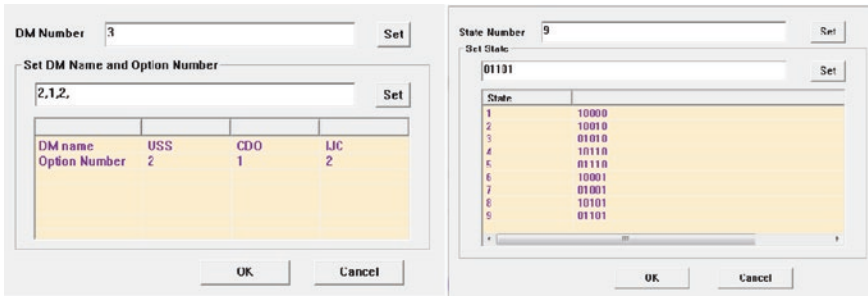 DM Number 3 Set
Set DM Name and Option Number
2,1,2, Set
DM name USS CDO IJC
Option Number 2 1 2
OK Cancel
State Number 9 Set
Set State
01101 Set
State
1 10000
2 10010
3 01010
4 10110
5 01110
6 10001
7 01001
8 10101
9 01101
OK Cancel